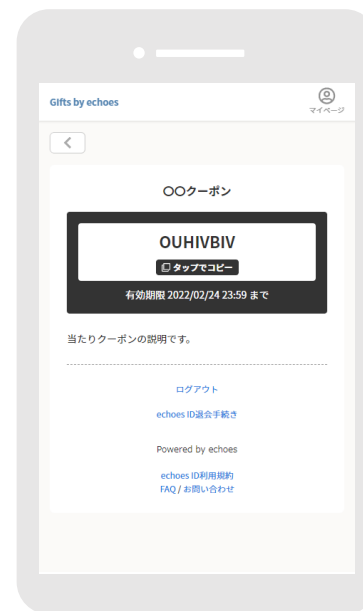 Gifts by echoes
マイページ
〇〇クーポン
OUHIVBIV
タップでコピー
有効期限 2022/02/24 23:59 まで
当たりクーポンの説明です。
ログアウト
echoes ID退会手続き
Powered by echoes
echoes ID利用規約
FAQ / お問い合わせ